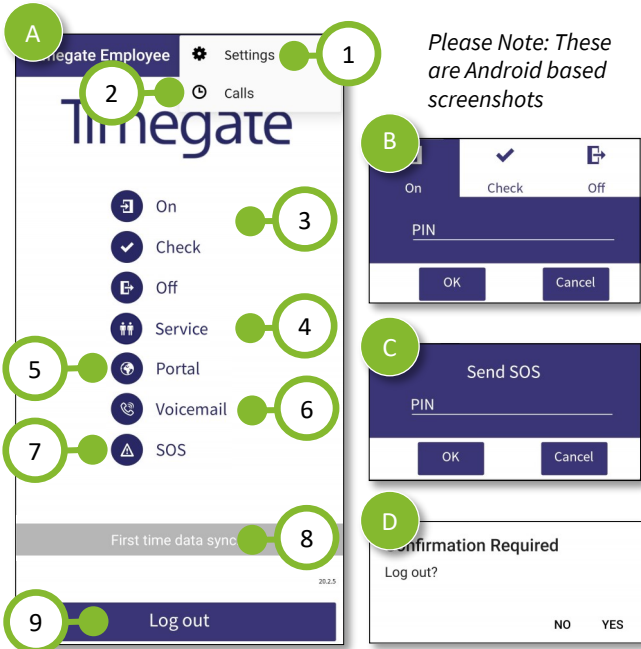 A
egate Employee
Settings
1
2
Calls
Timegate
On
3
Check
Off
Service
4
5
Portal
Voicemail
6
7
SOS
First time data sync
8
20.2.5
9
Log out
Please Note: These
are Android based
screenshots
B
On
Check
Off
PIN
OK
Cancel
C
Send SOS
PIN
OK
Cancel
D
nfirmation Required
Log out?
NO
YES